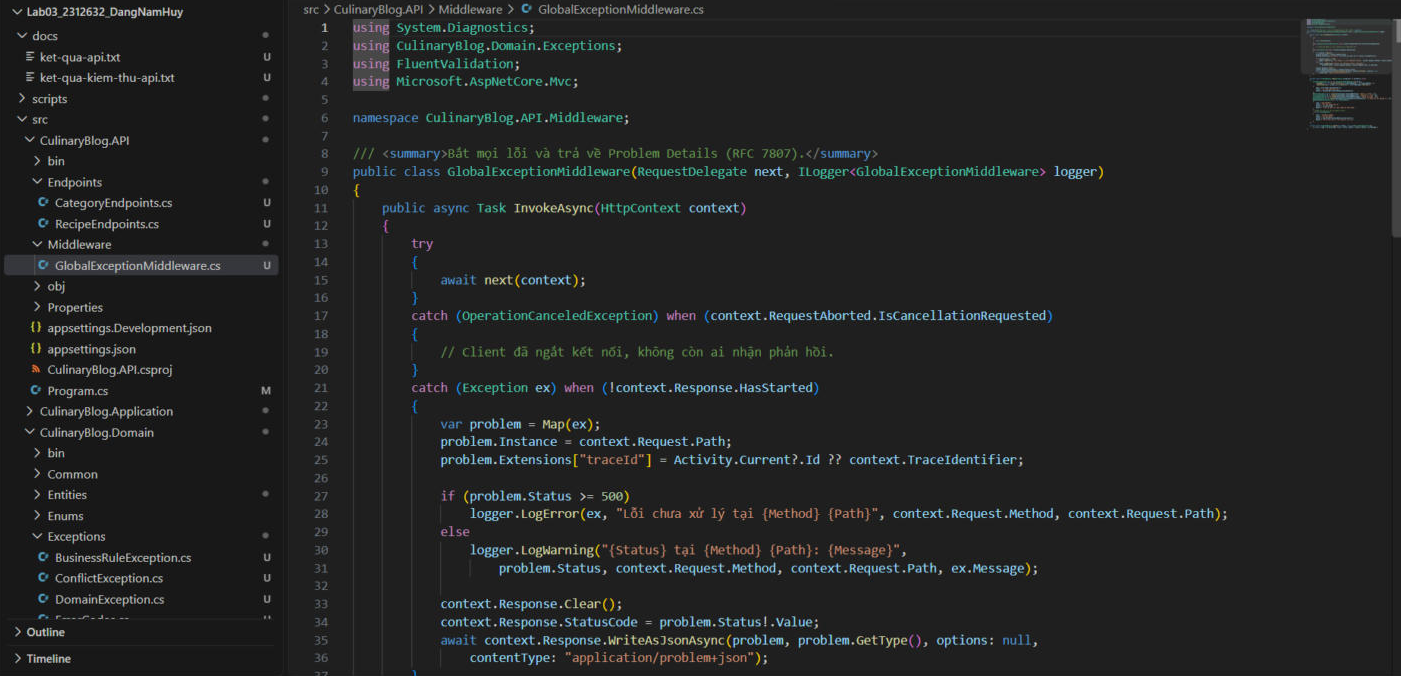 Lab03_2312632_DangNamHuy
docs
ket-qua-api.txt U
ket-qua-kiem-thu-api.txt U
scripts
src
CulinaryBlog.API
bin
Endpoints
CategoryEndpoints.cs U
RecipeEndpoints.cs U
Middleware
GlobalExceptionMiddleware.cs U
obj
Properties
appsettings.Development.json
appsettings.json
CulinaryBlog.API.csproj
Program.cs M
CulinaryBlog.Application
CulinaryBlog.Domain
bin
Common
Entities
Enums
Exceptions
BusinessRuleException.cs U
ConflictException.cs U
DomainException.cs U
Outline
Timeline
src > CulinaryBlog.API > Middleware > GlobalExceptionMiddleware.cs
1 using System.Diagnostics;
2 using CulinaryBlog.Domain.Exceptions;
3 using FluentValidation;
4 using Microsoft.AspNetCore.Mvc;
5
6 namespace CulinaryBlog.API.Middleware;
7
8 /// <summary>Bắt mọi lỗi và trả về Problem Details (RFC 7807).</summary>
9 public class GlobalExceptionMiddleware(RequestDelegate next, ILogger<GlobalExceptionMiddleware> logger)
10 {
11 public async Task InvokeAsync(HttpContext context)
12 {
13 try
14 {
15 await next(context);
16 }
17 catch (OperationCanceledException) when (context.RequestAborted.IsCancellationRequested)
18 {
19 // Client đã ngắt kết nối, không còn ai nhận phản hồi.
20 }
21 catch (Exception ex) when (!context.Response.HasStarted)
22 {
23 var problem = Map(ex);
24 problem.Instance = context.Request.Path;
25 problem.Extensions["traceId"] = Activity.Current?.Id ?? context.TraceIdentifier;
26
27 if (problem.Status >= 500)
28 logger.LogError(ex, "Lỗi chưa xử lý tại {Method} {Path}", context.Request.Method, context.Request.Path);
29 else
30 logger.LogWarning("{Status} tại {Method} {Path}: {Message}",
31 problem.Status, context.Request.Method, context.Request.Path, ex.Message);
32
33 context.Response.Clear();
34 context.Response.StatusCode = problem.Status!.Value;
35 await context.Response.WriteAsJsonAsync(problem, problem.GetType(), options: null,
36 contentType: "application/problem+json");
37 }